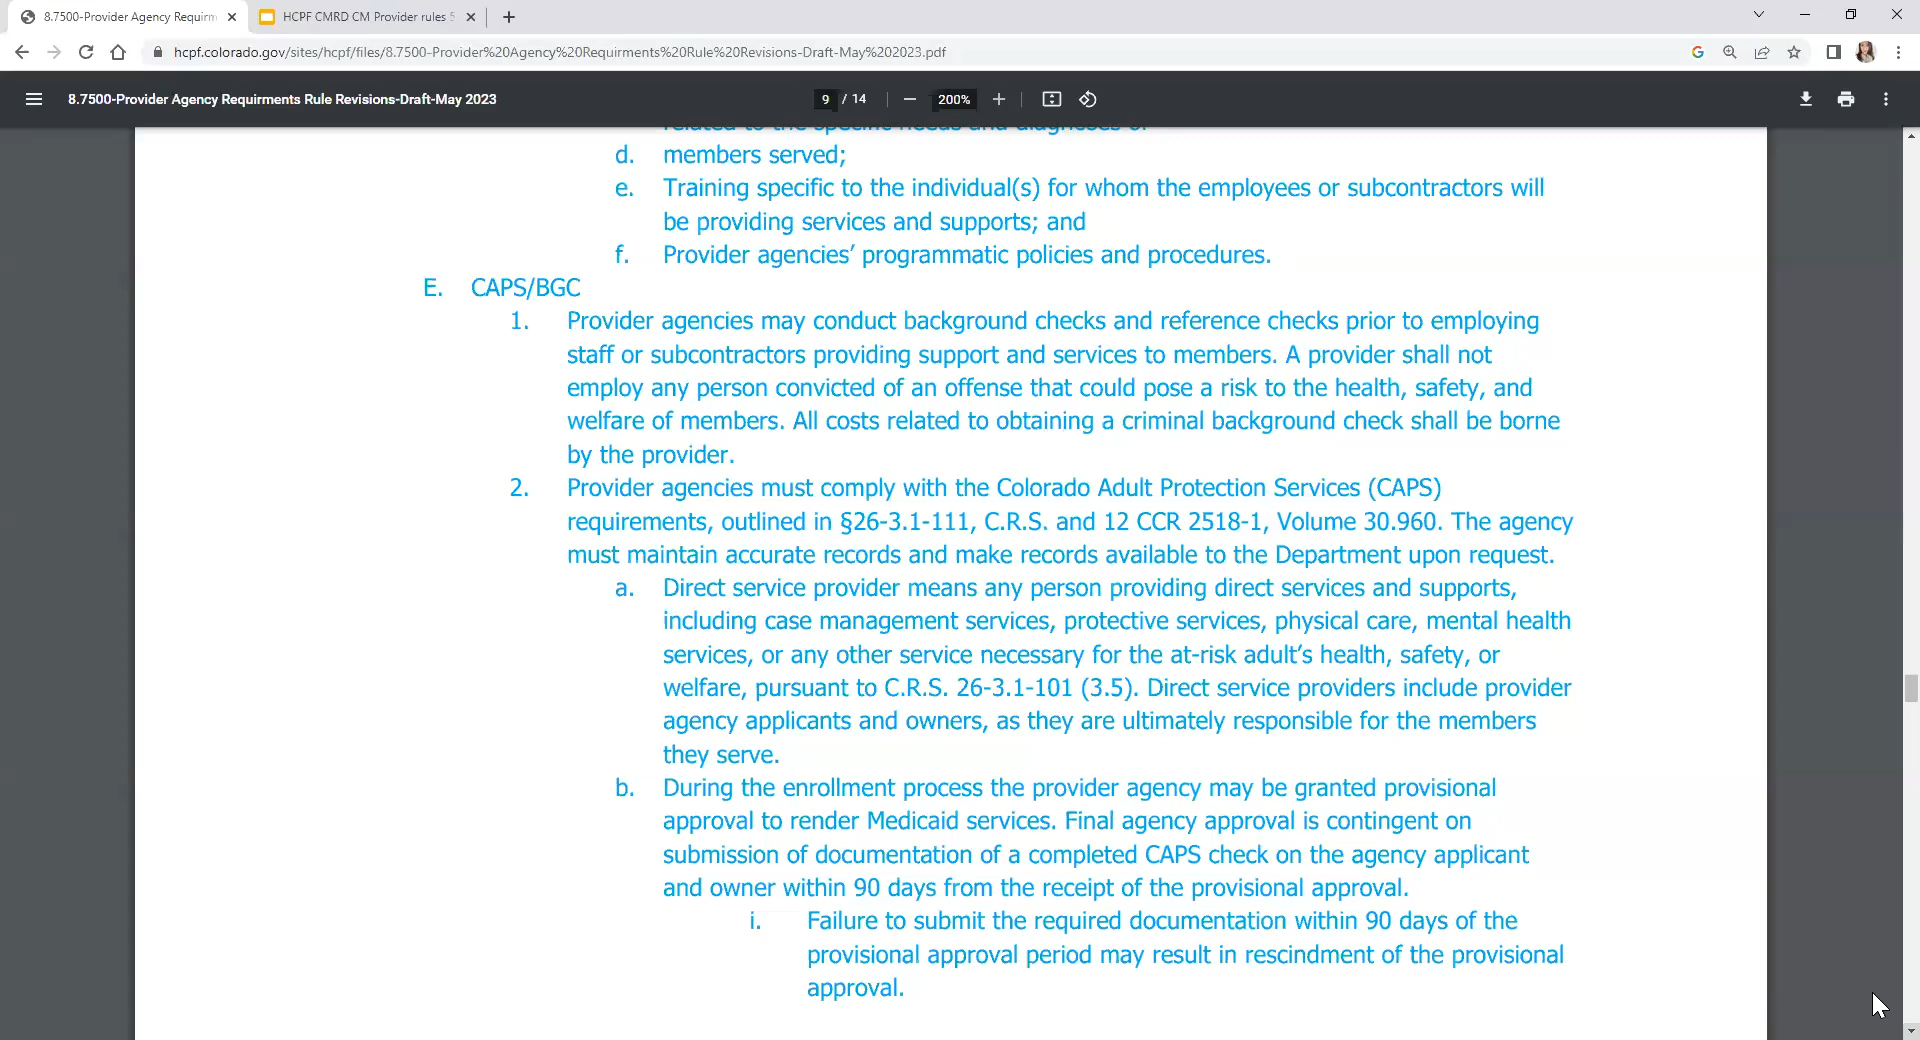 8.7500-Provider Agency Requirm
HCPF CMRD CM Provider rules 5
hcpf.colorado.gov/sites/hcpf/files/8.7500-Provider%20Agency%20Requirments%20Rule%20Revisions-Draft-May%202023.pdf
8.7500-Provider Agency Requirments Rule Revisions-Draft-May 2023
9 / 14
200%
related to the specific needs and diagnoses of
d. members served;
e. Training specific to the individual(s) for whom the employees or subcontractors will
be providing services and supports; and
f. Provider agencies’ programmatic policies and procedures.
E. CAPS/BGC
1. Provider agencies may conduct background checks and reference checks prior to employing
staff or subcontractors providing support and services to members. A provider shall not
employ any person convicted of an offense that could pose a risk to the health, safety, and
welfare of members. All costs related to obtaining a criminal background check shall be borne
by the provider.
2. Provider agencies must comply with the Colorado Adult Protection Services (CAPS)
requirements, outlined in §26-3.1-111, C.R.S. and 12 CCR 2518-1, Volume 30.960. The agency
must maintain accurate records and make records available to the Department upon request.
a. Direct service provider means any person providing direct services and supports,
including case management services, protective services, physical care, mental health
services, or any other service necessary for the at-risk adult’s health, safety, or
welfare, pursuant to C.R.S. 26-3.1-101 (3.5). Direct service providers include provider
agency applicants and owners, as they are ultimately responsible for the members
they serve.
b. During the enrollment process the provider agency may be granted provisional
approval to render Medicaid services. Final agency approval is contingent on
submission of documentation of a completed CAPS check on the agency applicant
and owner within 90 days from the receipt of the provisional approval.
i. Failure to submit the required documentation within 90 days of the
provisional approval period may result in rescindment of the provisional
approval.